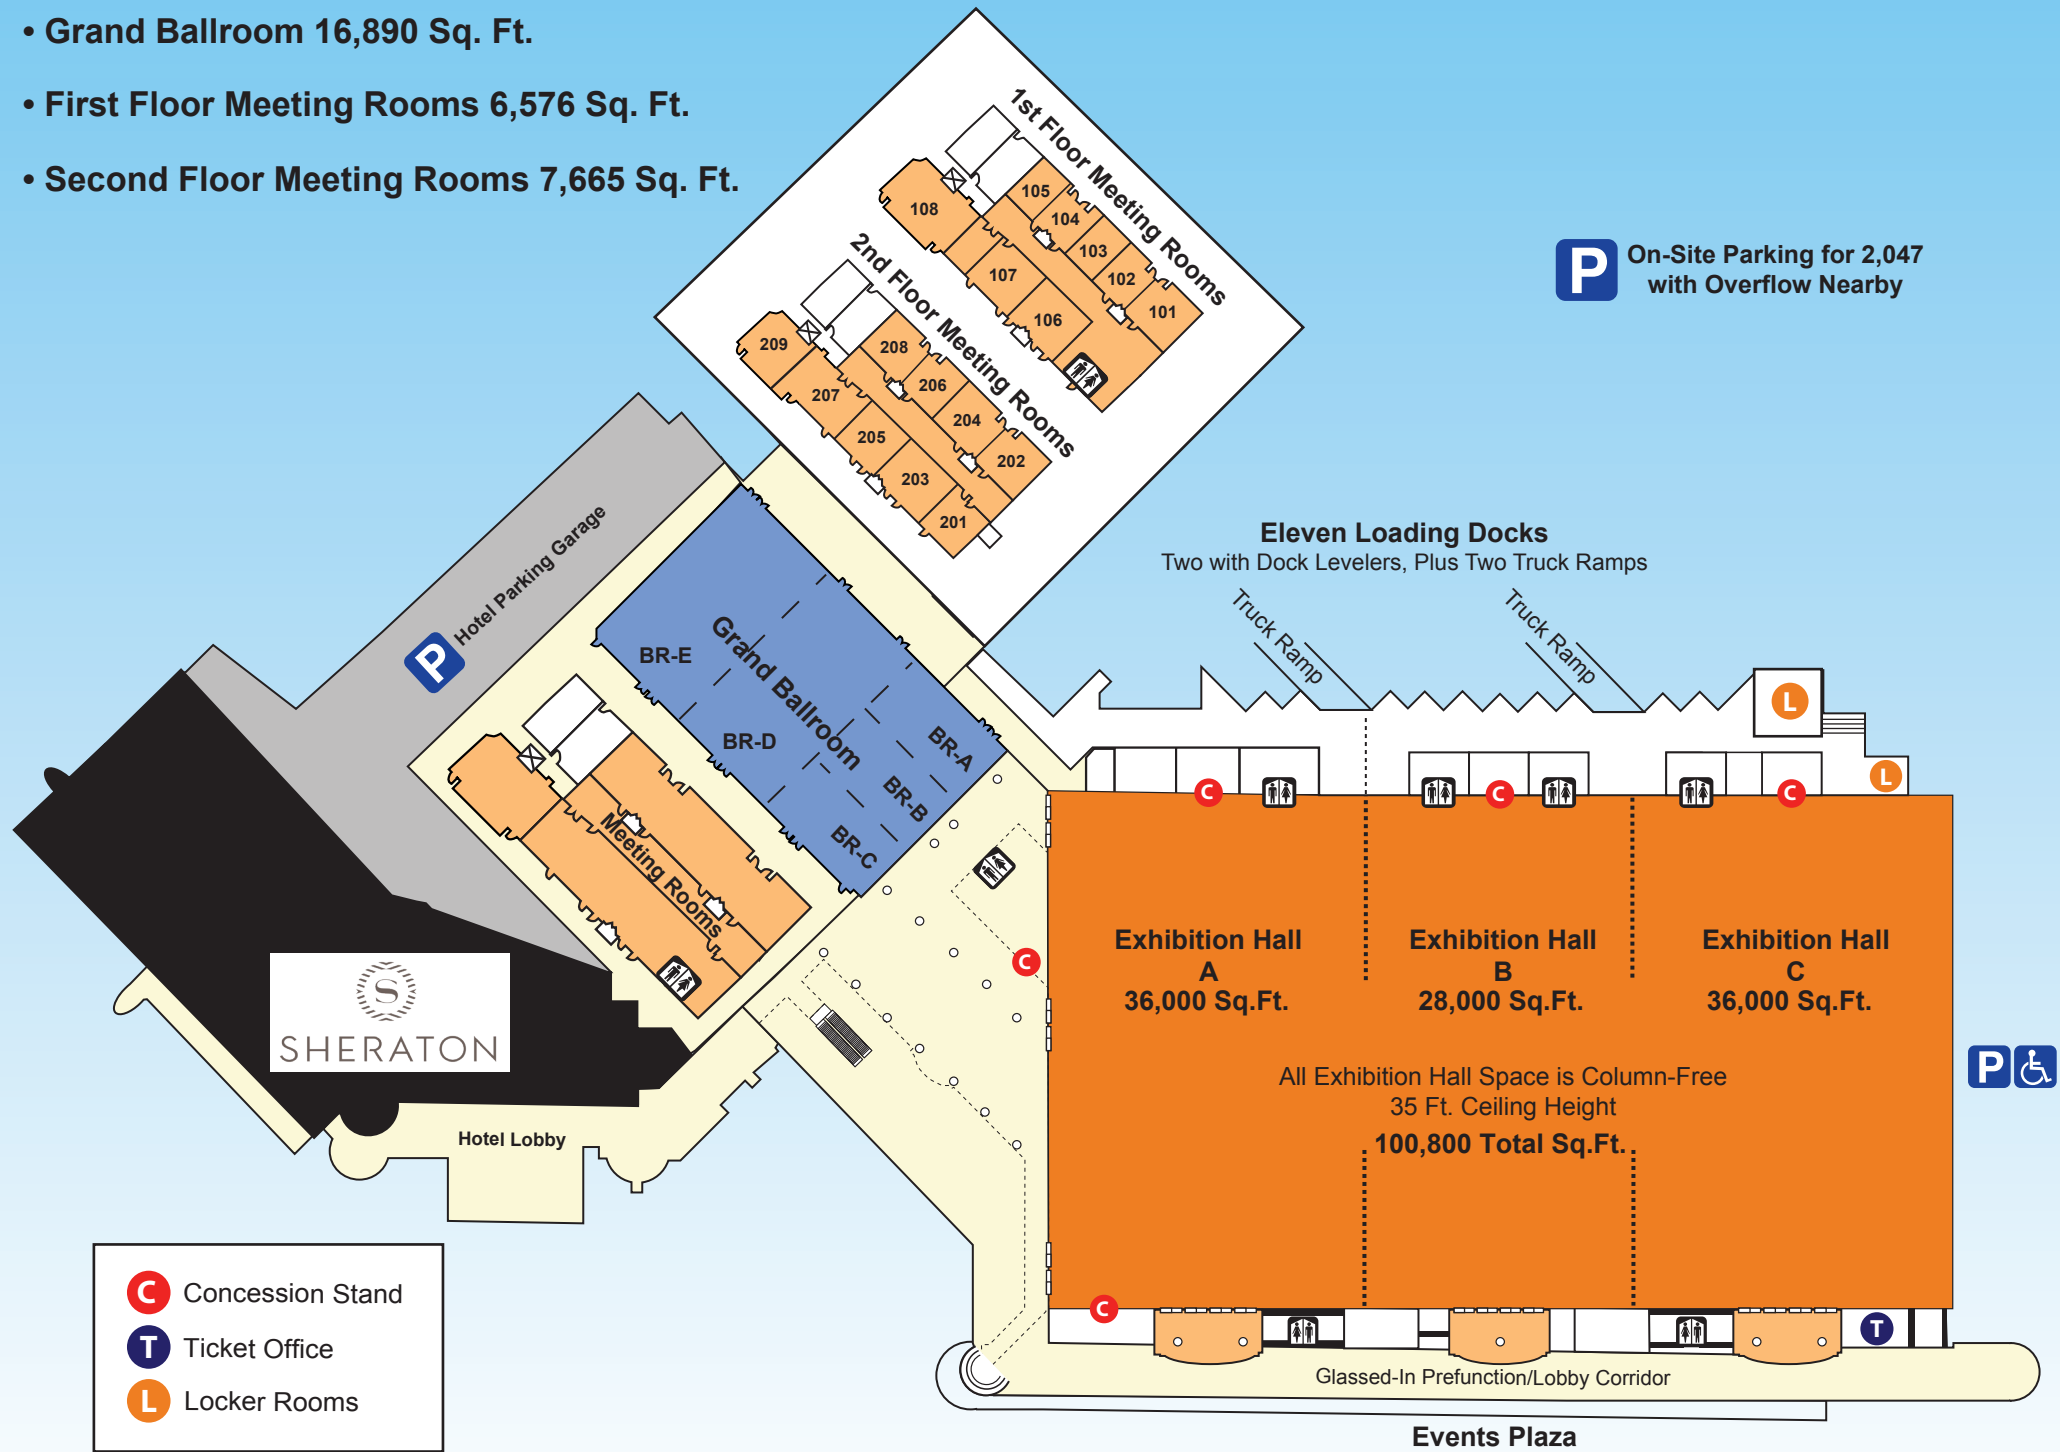 • Grand Ballroom 16,890 Sq. Ft.
• First Floor Meeting Rooms 6,576 Sq. Ft.
• Second Floor Meeting Rooms 7,665 Sq. Ft.
1st Floor Meeting Rooms
105
104
103
102
101
108
107
106
2nd Floor Meeting Rooms
209
208
207
206
205
204
203
202
201
P
On-Site Parking for 2,047
with Overflow Nearby
Eleven Loading Docks
Two with Dock Levelers, Plus Two Truck Ramps
Truck Ramp
Truck Ramp
P
Hotel Parking Garage
Grand Ballroom
BR-E
BR-D
BR-A
BR-B
BR-C
Meeting Rooms
L
L
C
C
C
C
Exhibition Hall
A
36,000 Sq.Ft.
Exhibition Hall
B
28,000 Sq.Ft.
Exhibition Hall
C
36,000 Sq.Ft.
All Exhibition Hall Space is Column-Free
35 Ft. Ceiling Height
100,800 Total Sq.Ft.
P
S
SHERATON
Hotel Lobby
C
T
Glassed-In Prefunction/Lobby Corridor
Events Plaza
C Concession Stand
T Ticket Office
L Locker Rooms